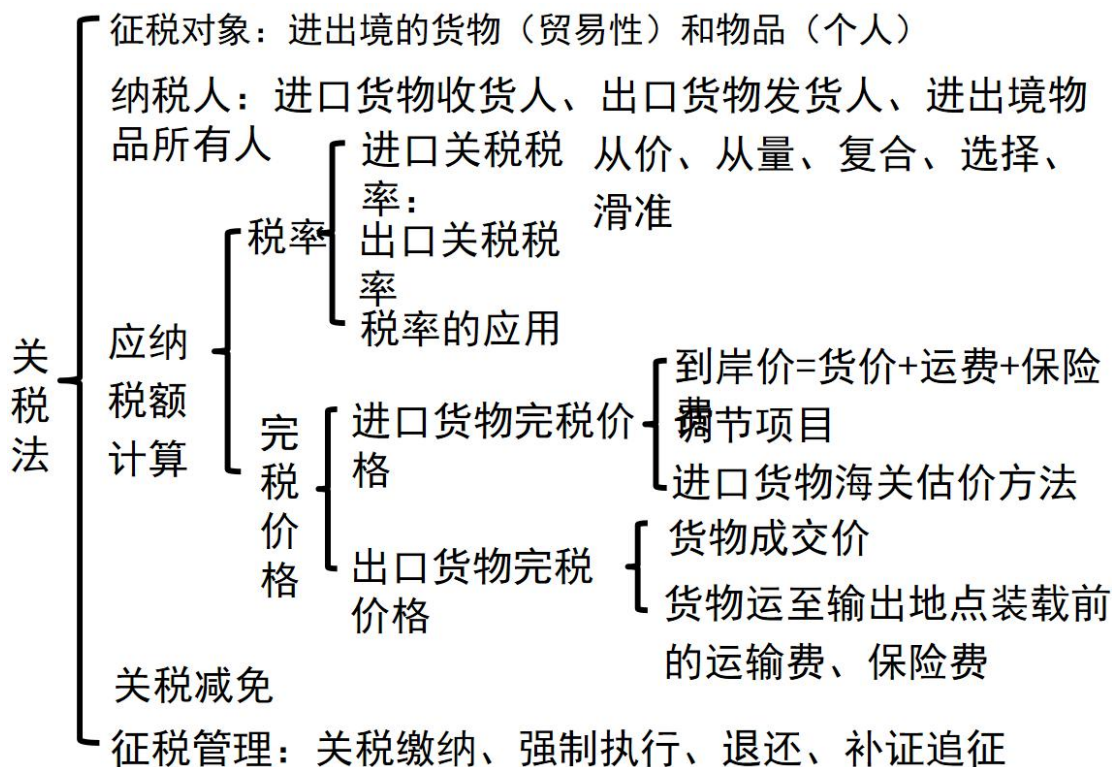 征税对象：进出境的货物（贸易性）和物品（个人）
纳税人：进口货物收货人、出口货物发货人、进出境物
品所有人
进口关税税
率：
从价、从量、复合、选择、
滑准
税率
出口关税税
率
税率的应用
关
税
法
应纳
税额
计算
完
税
价
格
进口货物完税价
格
到岸价=货价+运费+保险
费
调节项目
进口货物海关估价方法
出口货物完税
价格
货物成交价
货物运至输出地点装载前
的运输费、保险费
关税减免
征税管理：关税缴纳、强制执行、退还、补证追征